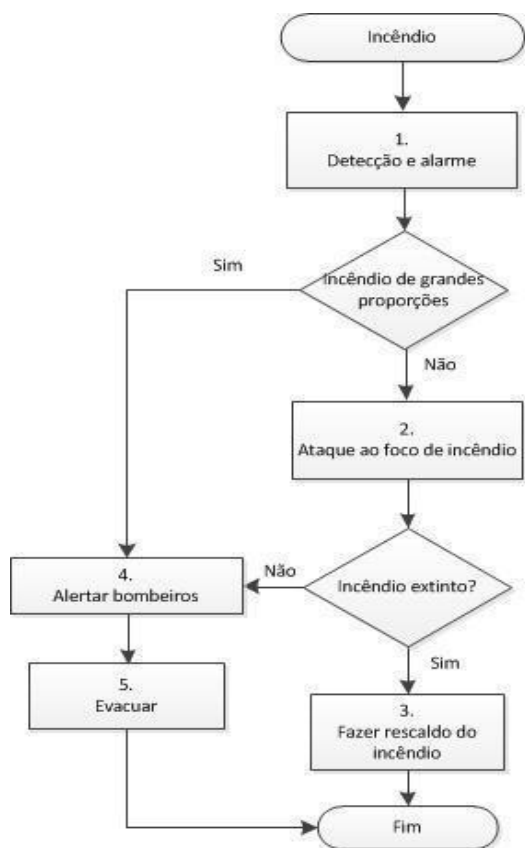 Incêndio
1.
Detecção e alarme
Sim
Incêndio de grandes
proporções
Não
2.
Ataque ao foco de incêndio
4.
Alertar bombeiros
Não
Incêndio extinto?
Sim
5.
Evacuar
3.
Fazer rescaldo do
incêndio
Fim